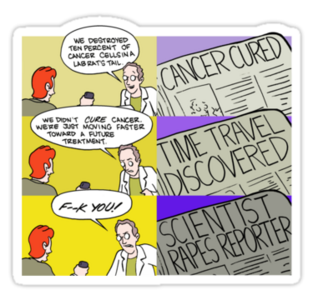 WE DESTROYED
TEN PERCENT OF
CANCER CELLS IN A
LAB RAT'S TAIL.
CANCER CURED
WE DIDN'T CURE CANCER.
WE'RE JUST MOVING FASTER
TOWARD A FUTURE
TREATMENT.
TIME TRAVEL
DISCOVERED
F--K YOU!
SCIENTIST
RAPES REPORTER